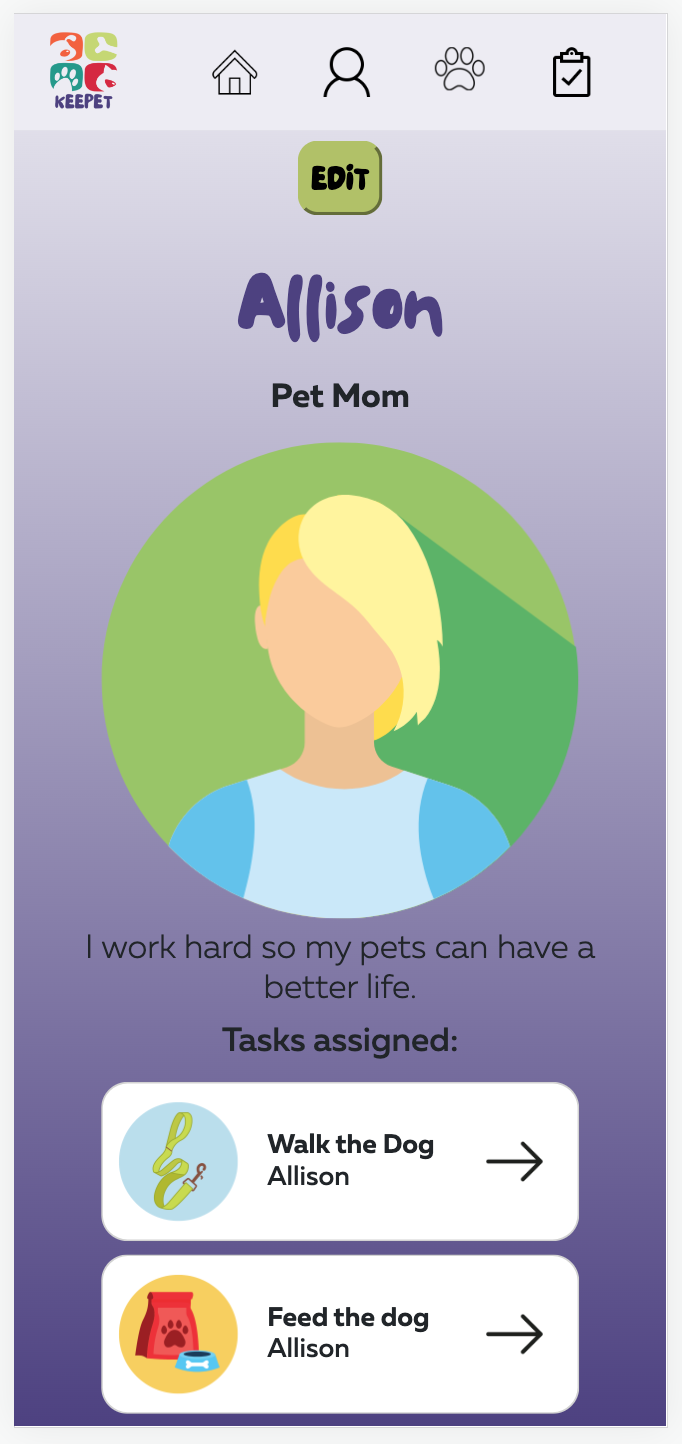 KEEPET
EDiT
Allison
Pet Mom
I work hard so my pets can have a
better life.
Tasks assigned:
Walk the Dog
Allison
Feed the dog
Allison